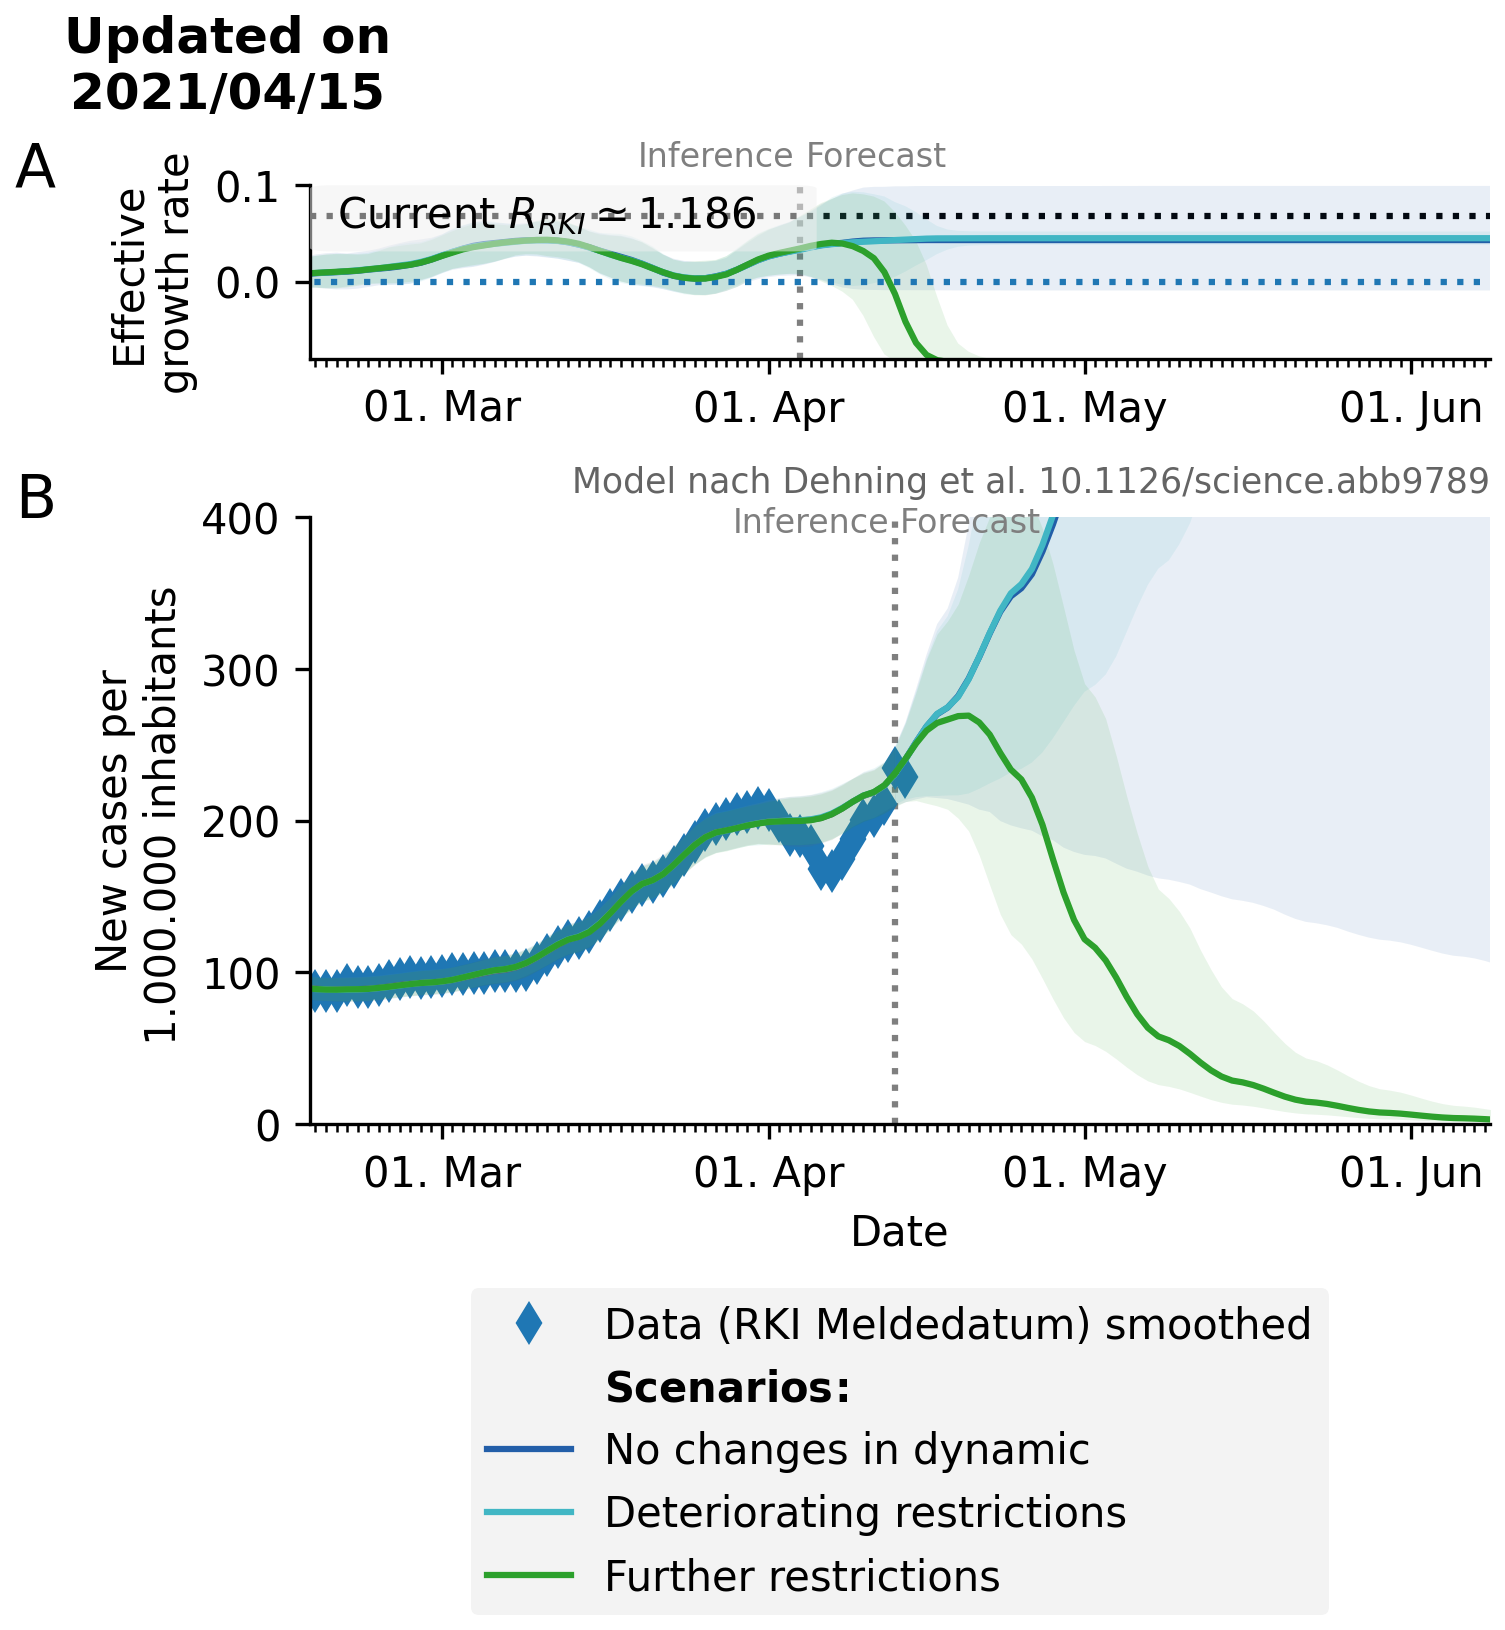 Updated on
2021/04/15
A
Inference Forecast
Effective
growth rate
0.1
0.0
Current R_RKI ≃ 1.186
01. Mar
01. Apr
01. May
01. Jun
B
Model nach Dehning et al. 10.1126/science.abb9789
Inference Forecast
New cases per
1.000.000 inhabitants
400
300
200
100
0
01. Mar
01. Apr
01. May
01. Jun
Date
Data (RKI Meldedatum) smoothed
Scenarios:
No changes in dynamic
Deteriorating restrictions
Further restrictions